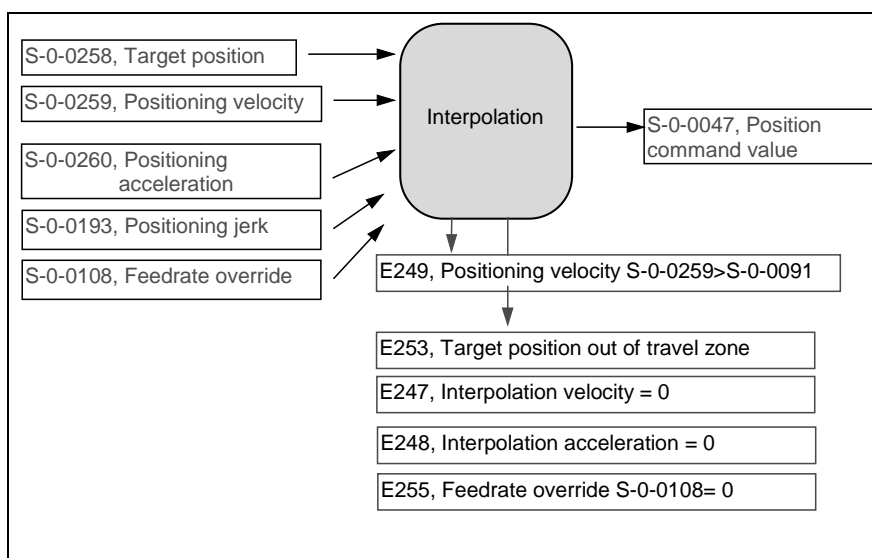 S-0-0258, Target position
S-0-0259, Positioning velocity
S-0-0260, Positioning
acceleration
S-0-0193, Positioning jerk
S-0-0108, Feedrate override
Interpolation
S-0-0047, Position
command value
E249, Positioning velocity S-0-0259>S-0-0091
E253, Target position out of travel zone
E247, Interpolation velocity = 0
E248, Interpolation acceleration = 0
E255, Feedrate override S-0-0108= 0